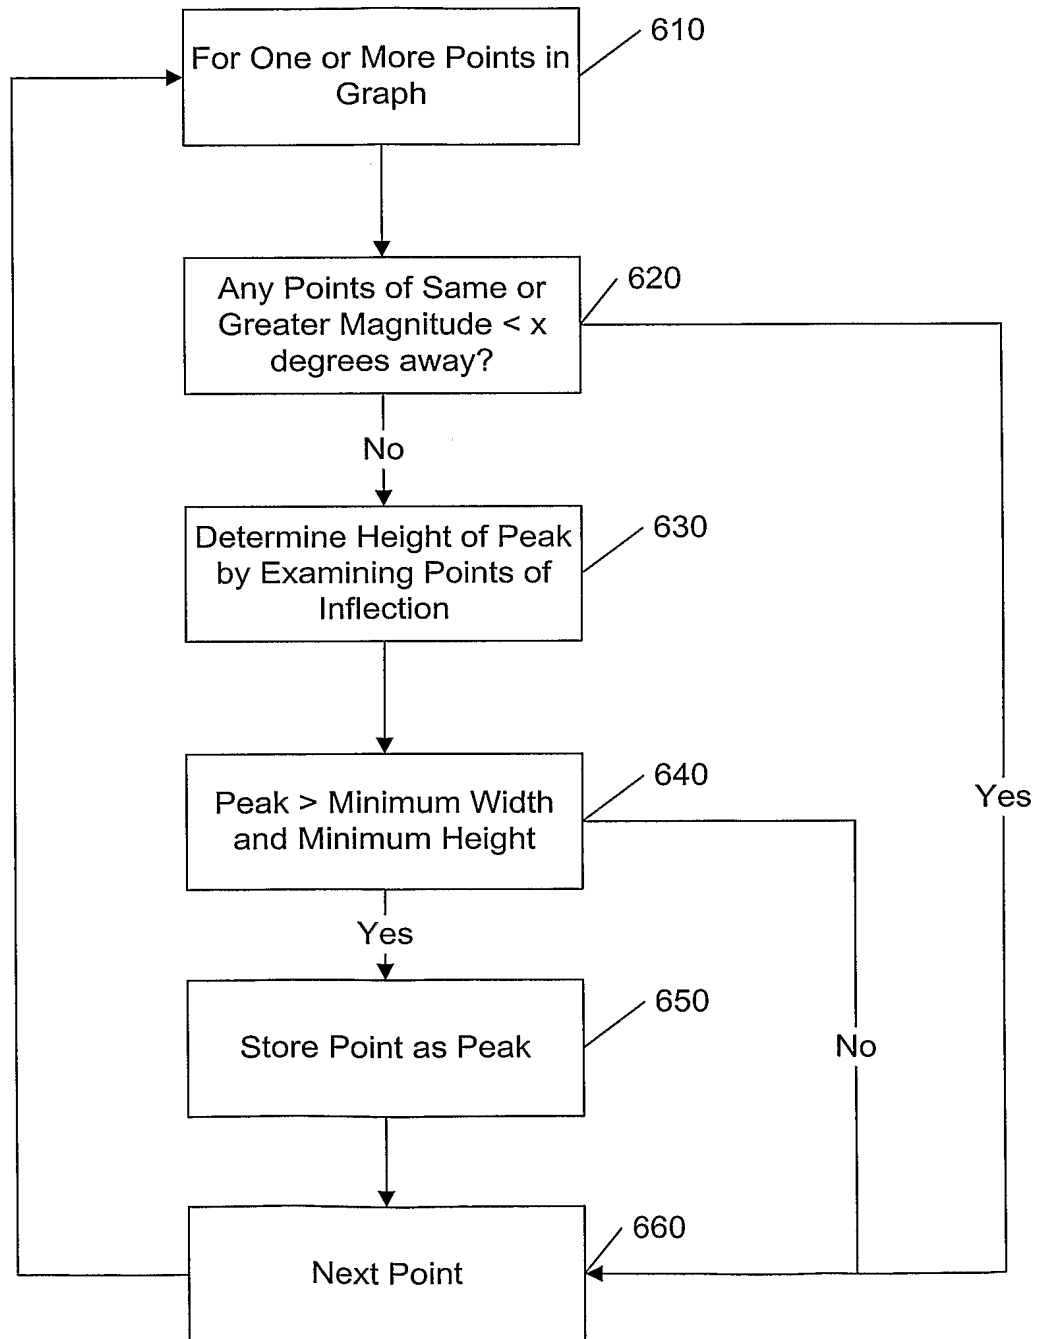 For One or More Points in
Graph
610
Any Points of Same or
Greater Magnitude < x
degrees away?
620
No
Determine Height of Peak
by Examining Points of
Inflection
630
Peak > Minimum Width
and Minimum Height
640
Yes
Yes
Store Point as Peak
650
No
Next Point
660